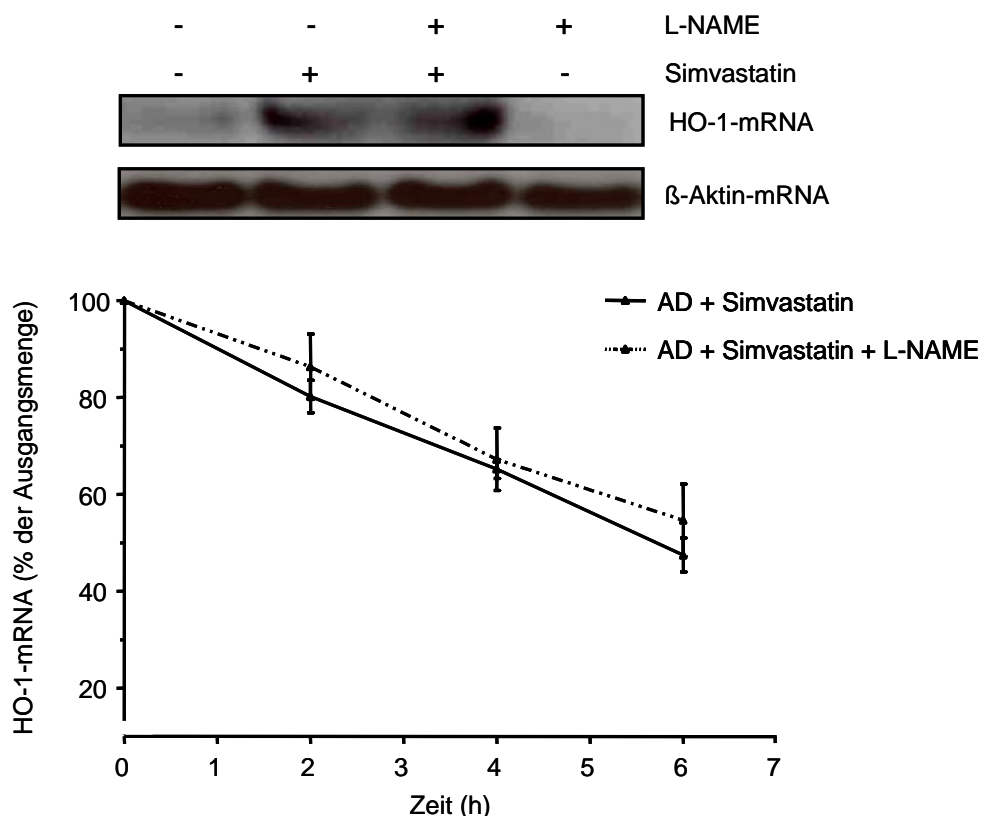 - - + + L-NAME
- + + - Simvastatin
HO-1-mRNA
ß-Aktin-mRNA
HO-1-mRNA (% der Ausgangsmenge)
100
80
60
40
20
AD + Simvastatin
AD + Simvastatin + L-NAME
0 1 2 3 4 5 6 7
Zeit (h)